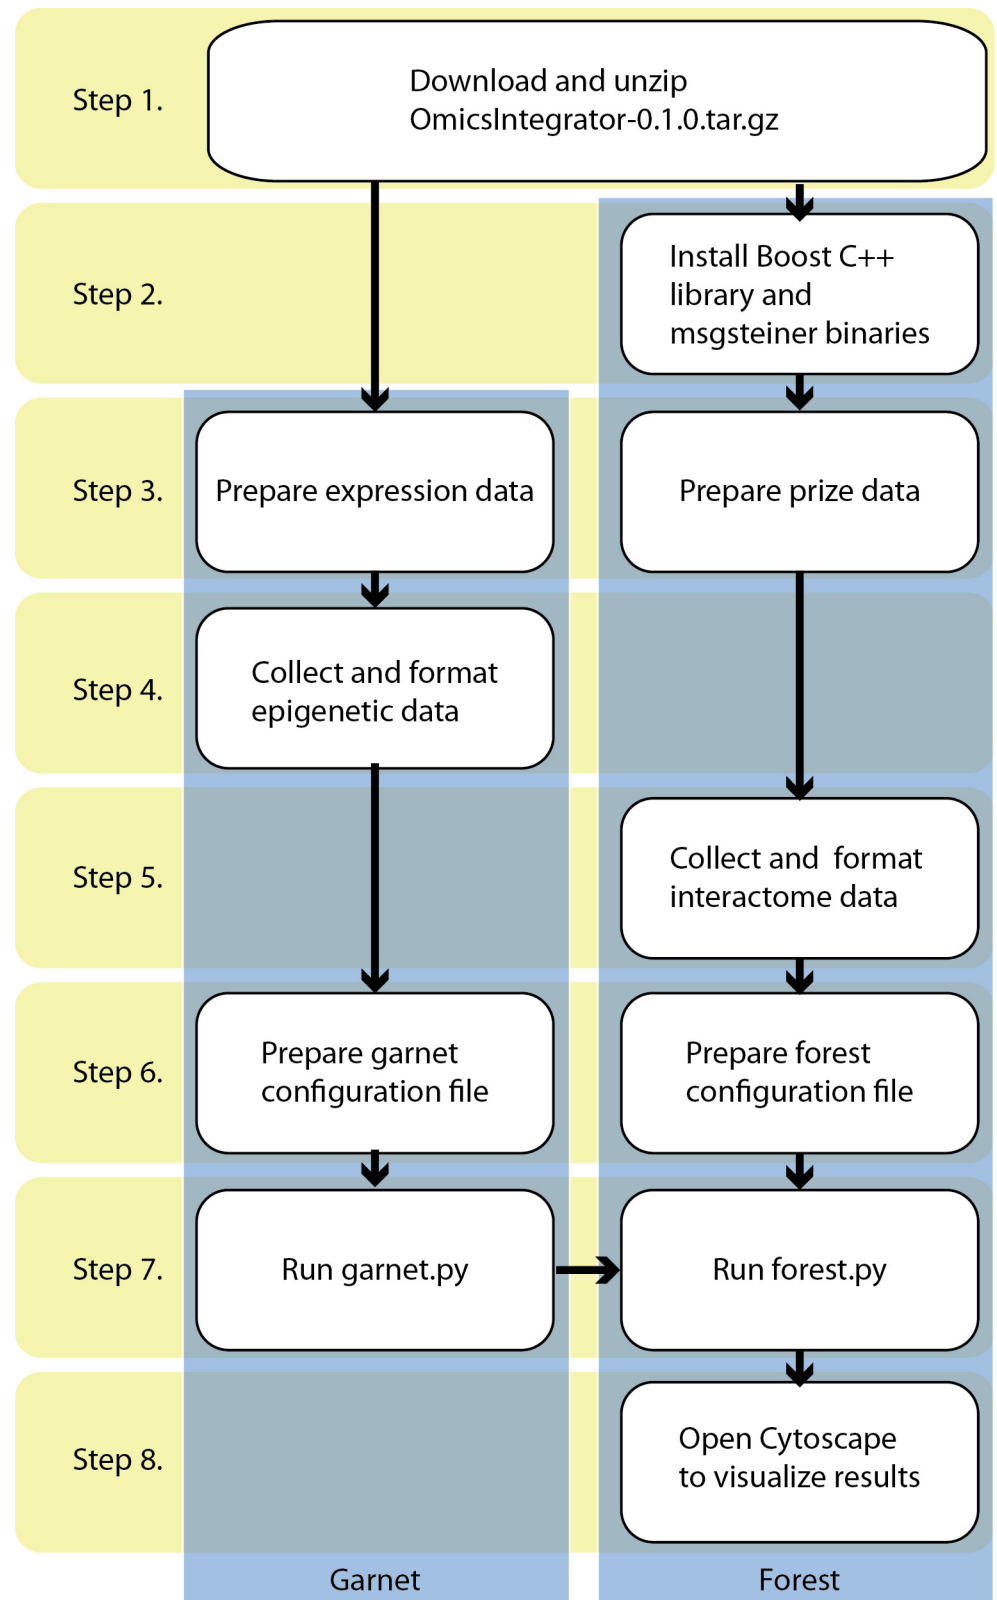 Step 1.
Download and unzip
OmicsIntegrator-0.1.0.tar.gz
Step 2.
Install Boost C++
library and
msgsteiner binaries
Step 3.
Prepare expression data
Prepare prize data
Step 4.
Collect and format
epigenetic data
Step 5.
Collect and format
interactome data
Step 6.
Prepare garnet
configuration file
Prepare forest
configuration file
Step 7.
Run garnet.py
Run forest.py
Step 8.
Open Cytoscape
to visualize results
Garnet
Forest